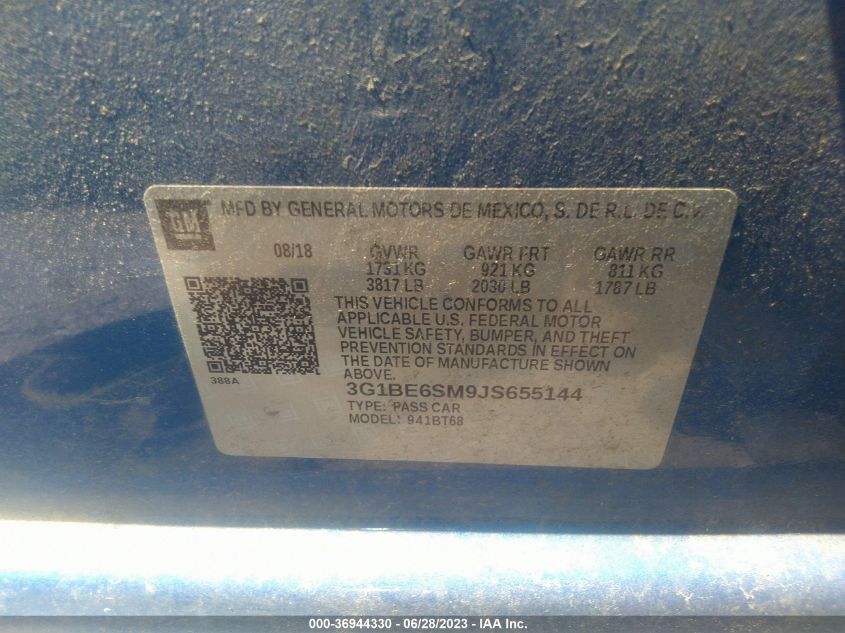 GM
MFD BY GENERAL MOTORS DE MEXICO, S. DE R.L. DE C.V.
08/18 GVWR GAWR FRT GAWR RR
1731 KG 921 KG 811 KG
3817 LB 2030 LB 1787 LB
THIS VEHICLE CONFORMS TO ALL
APPLICABLE U.S. FEDERAL MOTOR
VEHICLE SAFETY, BUMPER, AND THEFT
PREVENTION STANDARDS IN EFFECT ON
THE DATE OF MANUFACTURE SHOWN
ABOVE.
388A
3G1BE6SM9JS655144
TYPE: PASS CAR
MODEL: 941BT68
000-36944330 - 06/28/2023 - IAA Inc.